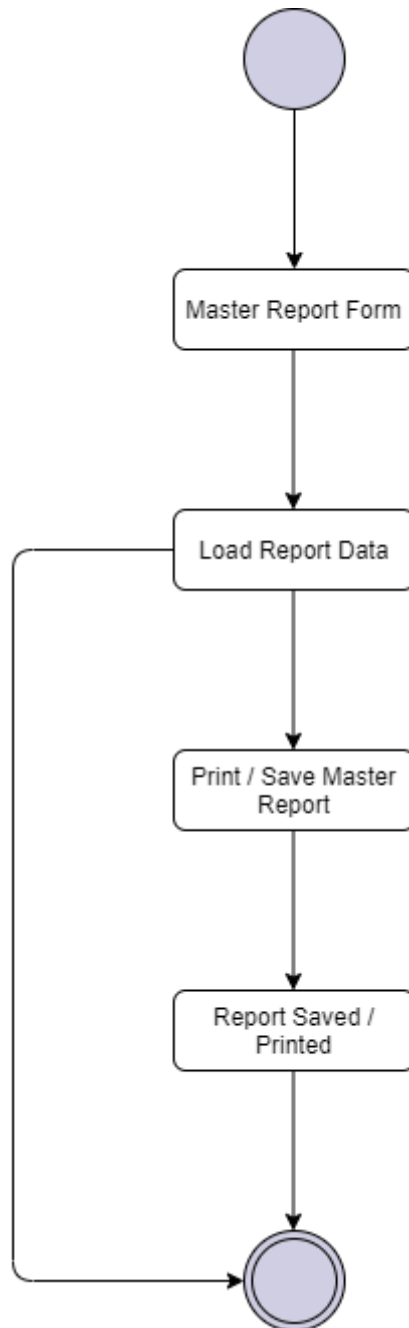 Master Report Form
Load Report Data
Print / Save Master
Report
Report Saved /
Printed